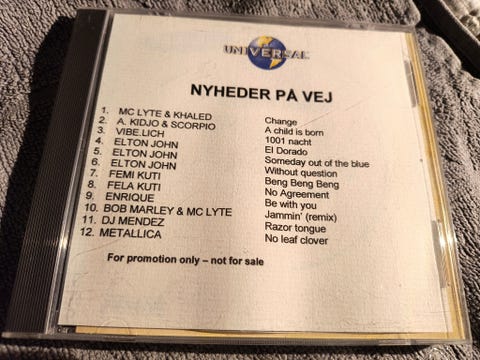 UNIVERSAL
NYHEDER PÅ VEJ
1. MC LYTE & KHALED Change
2. A. KIDJO & SCORPIO A child is born
3. VIBE.LICH 1001 nacht
4. ELTON JOHN El Dorado
5. ELTON JOHN Someday out of the blue
6. ELTON JOHN Without question
7. FEMI KUTI Beng Beng Beng
8. FELA KUTI No Agreement
9. ENRIQUE Be with you
10. BOB MARLEY & MC LYTE Jammin' (remix)
11. DJ MENDEZ Razor tongue
12. METALLICA No leaf clover
For promotion only – not for sale